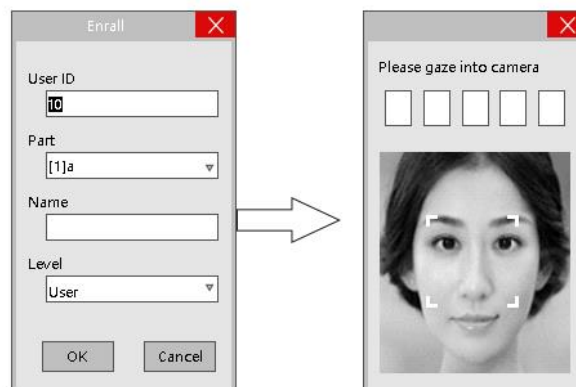 Enrall
User ID
10
Part
[1]a
Name
Level
User
OK
Cancel
Please gaze into camera